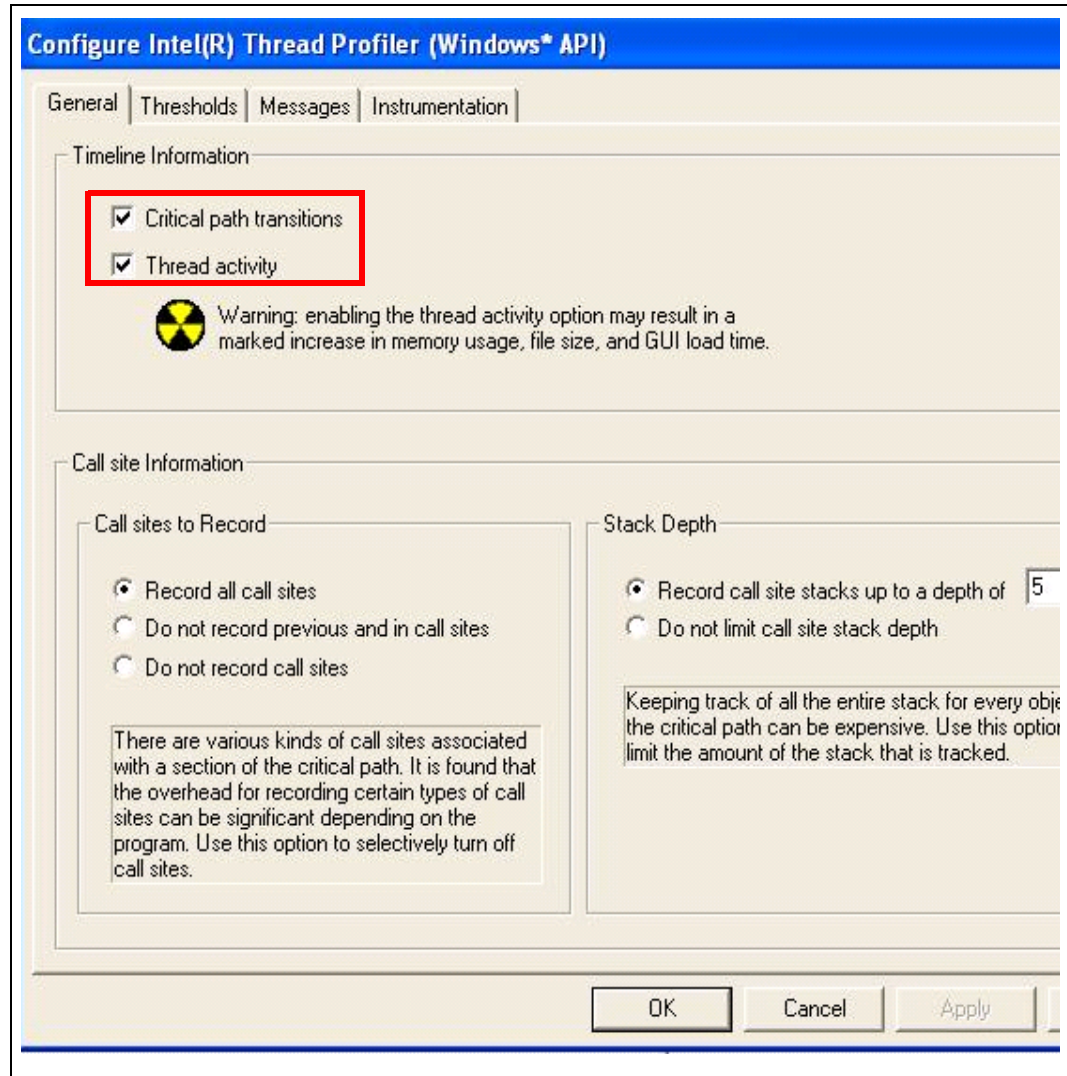 Configure Intel(R) Thread Profiler (Windows* API)
General Thresholds Messages Instrumentation
Timeline Information
Critical path transitions
Thread activity
Warning: enabling the thread activity option may result in a
marked increase in memory usage, file size, and GUI load time.
Call site Information
Call sites to Record
Record all call sites
Do not record previous and in call sites
Do not record call sites
There are various kinds of call sites associated
with a section of the critical path. It is found that
the overhead for recording certain types of call
sites can be significant depending on the
program. Use this option to selectively turn off
call sites.
Stack Depth
Record call site stacks up to a depth of 5
Do not limit call site stack depth
Keeping track of all the entire stack for every obje
the critical path can be expensive. Use this option
limit the amount of the stack that is tracked.
OK Cancel Apply